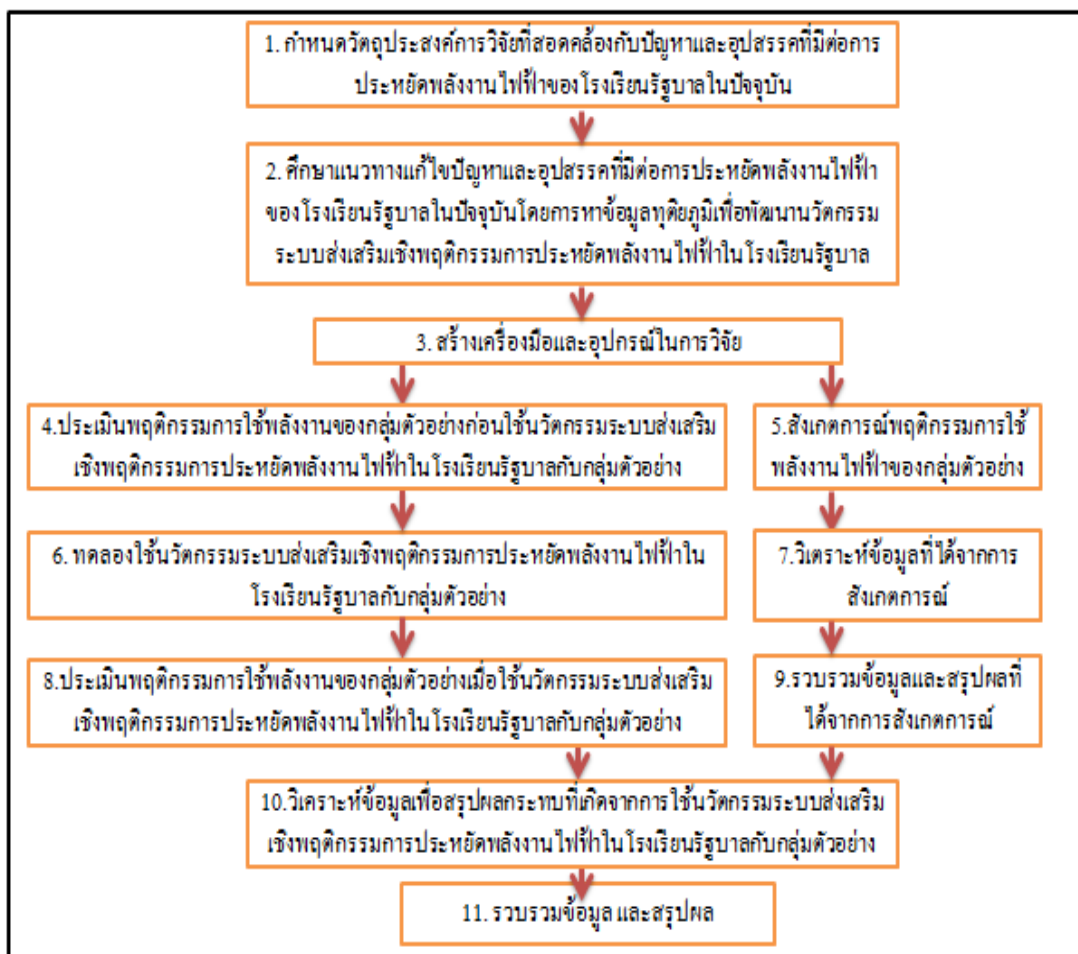 1. กำหนดวัตถุประสงค์การวิจัยที่สอดคล้องกับปัญหาและอุปสรรคที่มีต่อการ
ประหยัดพลังงานไฟฟ้าของโรงเรียนรัฐบาลในปัจจุบัน
2. ศึกษาแนวทางแก้ไขปัญหาและอุปสรรคที่มีต่อการประหยัดพลังงานไฟฟ้า
ของโรงเรียนรัฐบาลในปัจจุบันโดยการหาข้อมูลทุติยภูมิเพื่อพัฒนานวัตกรรม
ระบบส่งเสริมเชิงพฤติกรรมการประหยัดพลังงานไฟฟ้าในโรงเรียนรัฐบาล
3. สร้างเครื่องมือและอุปกรณ์ในการวิจัย
4.ประเมินพฤติกรรมการใช้พลังงานของกลุ่มตัวอย่างก่อนใช้นวัตกรรมระบบส่งเสริม
เชิงพฤติกรรมการประหยัดพลังงานไฟฟ้าในโรงเรียนรัฐบาลกับกลุ่มตัวอย่าง
5.สังเกตการณ์พฤติกรรมการใช้
พลังงานไฟฟ้าของกลุ่มตัวอย่าง
6. ทดลองใช้นวัตกรรมระบบส่งเสริมเชิงพฤติกรรมการประหยัดพลังงานไฟฟ้าใน
โรงเรียนรัฐบาลกับกลุ่มตัวอย่าง
7.วิเคราะห์ข้อมูลที่ได้จากการ
สังเกตการณ์
8.ประเมินพฤติกรรมการใช้พลังงานของกลุ่มตัวอย่างเมื่อใช้นวัตกรรมระบบส่งเสริม
เชิงพฤติกรรมการประหยัดพลังงานไฟฟ้าในโรงเรียนรัฐบาลกับกลุ่มตัวอย่าง
9.รวบรวมข้อมูลและสรุปผลที่
ได้จากการสังเกตการณ์
10.วิเคราะห์ข้อมูลเพื่อสรุปผลกระทบที่เกิดจากการใช้นวัตกรรมระบบส่งเสริม
เชิงพฤติกรรมการประหยัดพลังงานไฟฟ้าในโรงเรียนรัฐบาลกับกลุ่มตัวอย่าง
11. รวบรวมข้อมูล และสรุปผล